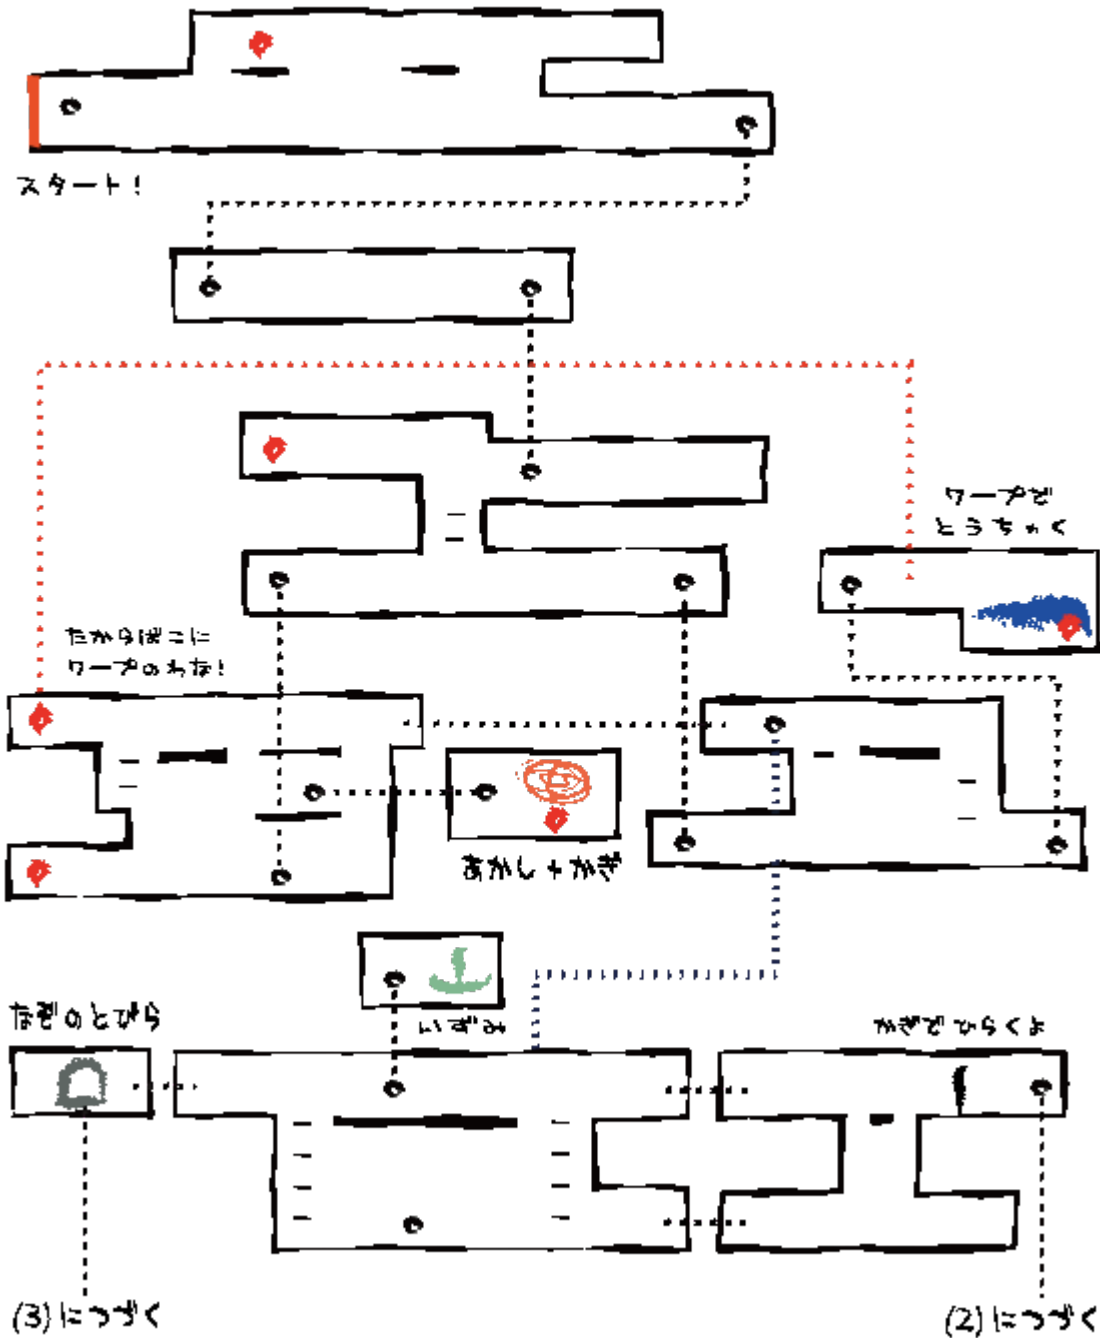 スタート!
ワープで
とうちゃく
たからばこに
ワープのわな!
あかし+かぎ
いずみ
なぞのとびら
かぎでひらくよ
(3)につづく
(2)につづく